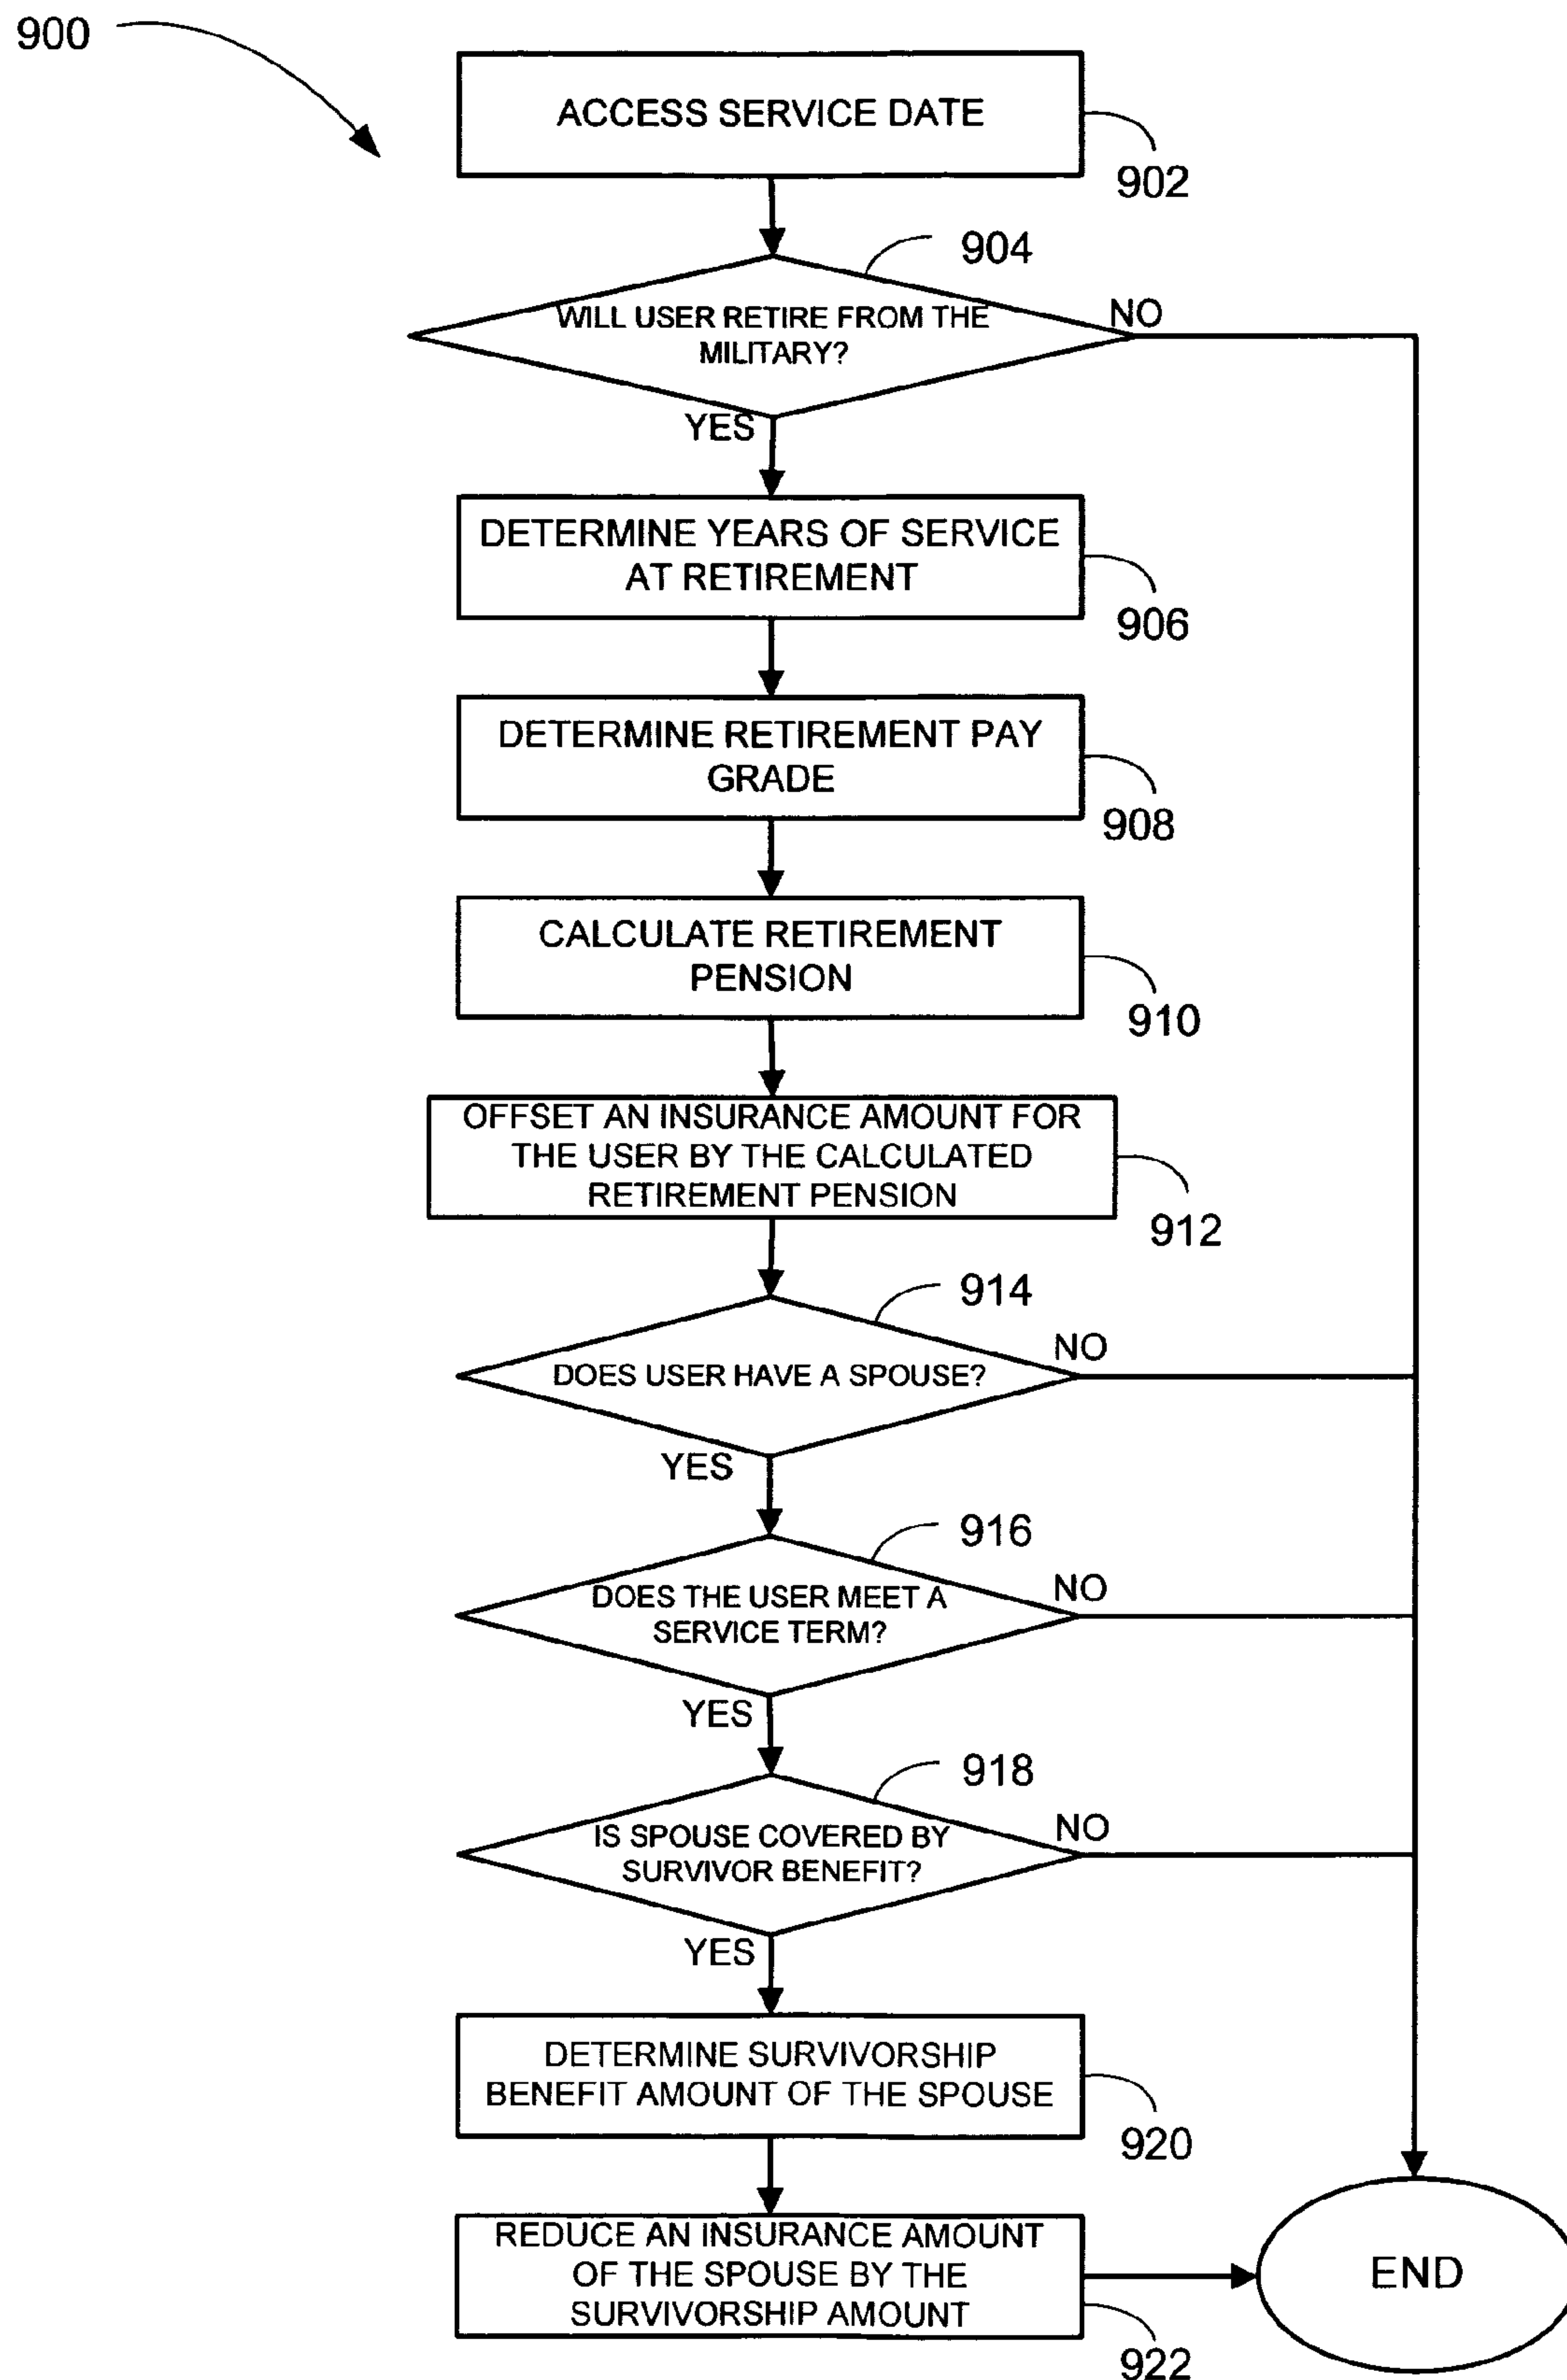 900
ACCESS SERVICE DATE
902
904
WILL USER RETIRE FROM THE
MILITARY?
NO
YES
DETERMINE YEARS OF SERVICE
AT RETIREMENT
906
DETERMINE RETIREMENT PAY
GRADE
908
CALCULATE RETIREMENT
PENSION
910
OFFSET AN INSURANCE AMOUNT FOR
THE USER BY THE CALCULATED
RETIREMENT PENSION
912
914
DOES USER HAVE A SPOUSE?
NO
YES
916
DOES THE USER MEET A
SERVICE TERM?
NO
YES
918
IS SPOUSE COVERED BY
SURVIVOR BENEFIT?
NO
YES
DETERMINE SURVIVORSHIP
BENEFIT AMOUNT OF THE SPOUSE
920
REDUCE AN INSURANCE AMOUNT
OF THE SPOUSE BY THE
SURVIVORSHIP AMOUNT
922
END